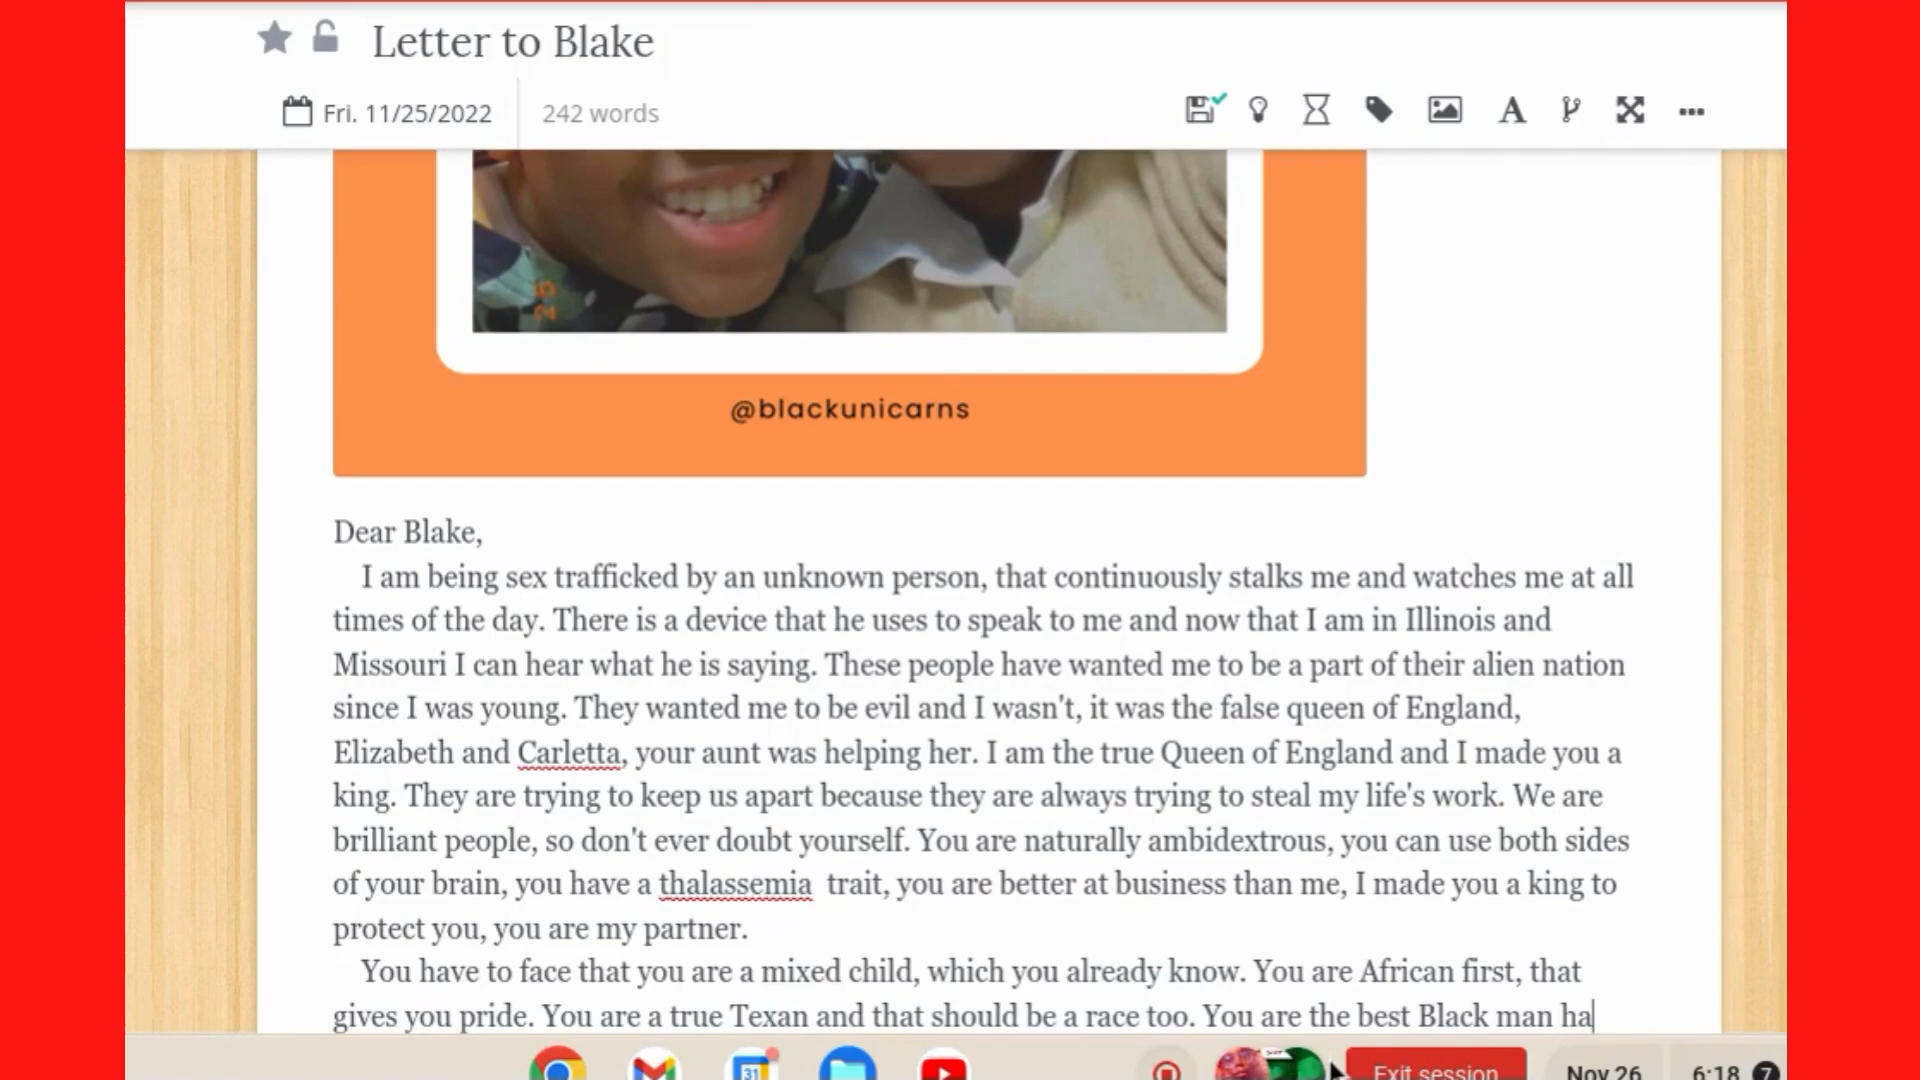 Letter to Blake
Fri. 11/25/2022
242 words
A
@blackunicarns
Dear Blake,
I am being sex trafficked by an unknown person, that continuously stalks me and watches me at all
times of the day. There is a device that he uses to speak to me and now that I am in Illinois and
Missouri I can hear what he is saying. These people have wanted me to be a part of their alien nation
since I was young. They wanted me to be evil and I wasn't, it was the false queen of England,
Elizabeth and Carletta, your aunt was helping her. I am the true Queen of England and I made you a
king. They are trying to keep us apart because they are always trying to steal my life's work. We are
brilliant people, so don't ever doubt yourself. You are naturally ambidextrous, you can use both sides
of your brain, you have a thalassemia trait, you are better at business than me, I made you a king to
protect you, you are my partner.
You have to face that you are a mixed child, which you already know. You are African first, that
gives you pride. You are a true Texan and that should be a race too. You are the best Black man ha
31
Exit session
Nov 26
6:18
7